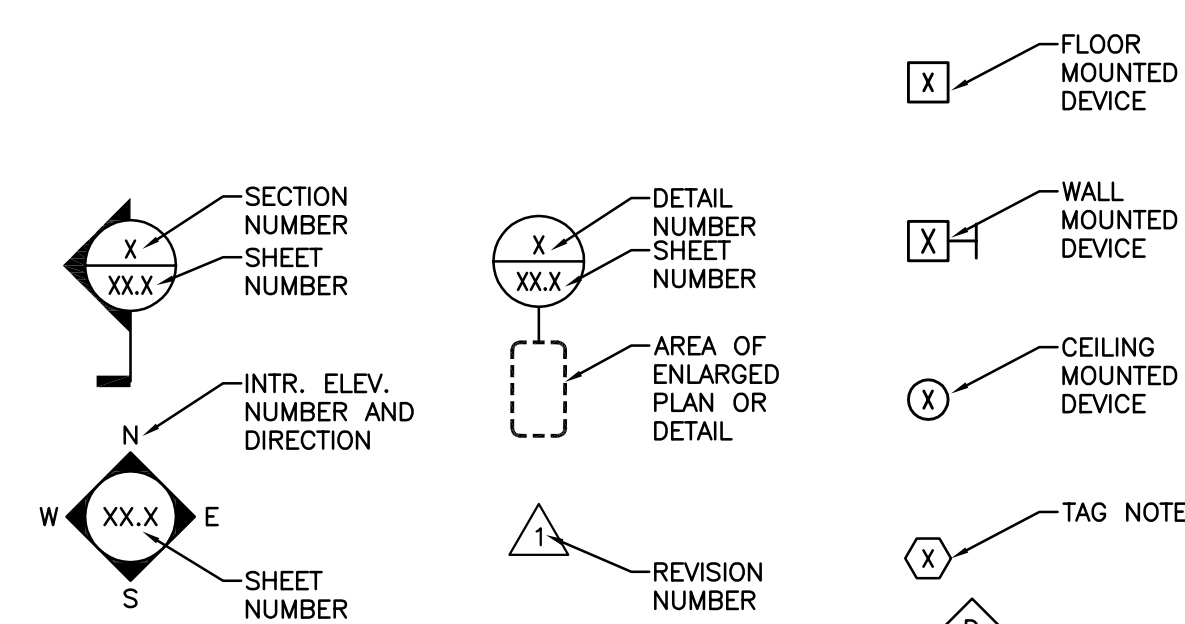 SECTION
NUMBER
X
SHEET
XX.X
NUMBER
INTR. ELEV.
NUMBER AND
DIRECTION
N
W
XX.X
E
S
SHEET
NUMBER
DETAIL
NUMBER
X
SHEET
XX.X
NUMBER
AREA OF
ENLARGED
PLAN OR
DETAIL
1
REVISION
NUMBER
FLOOR
X
MOUNTED
DEVICE
WALL
MOUNTED
X
DEVICE
CEILING
MOUNTED
X
DEVICE
TAG NOTE
X